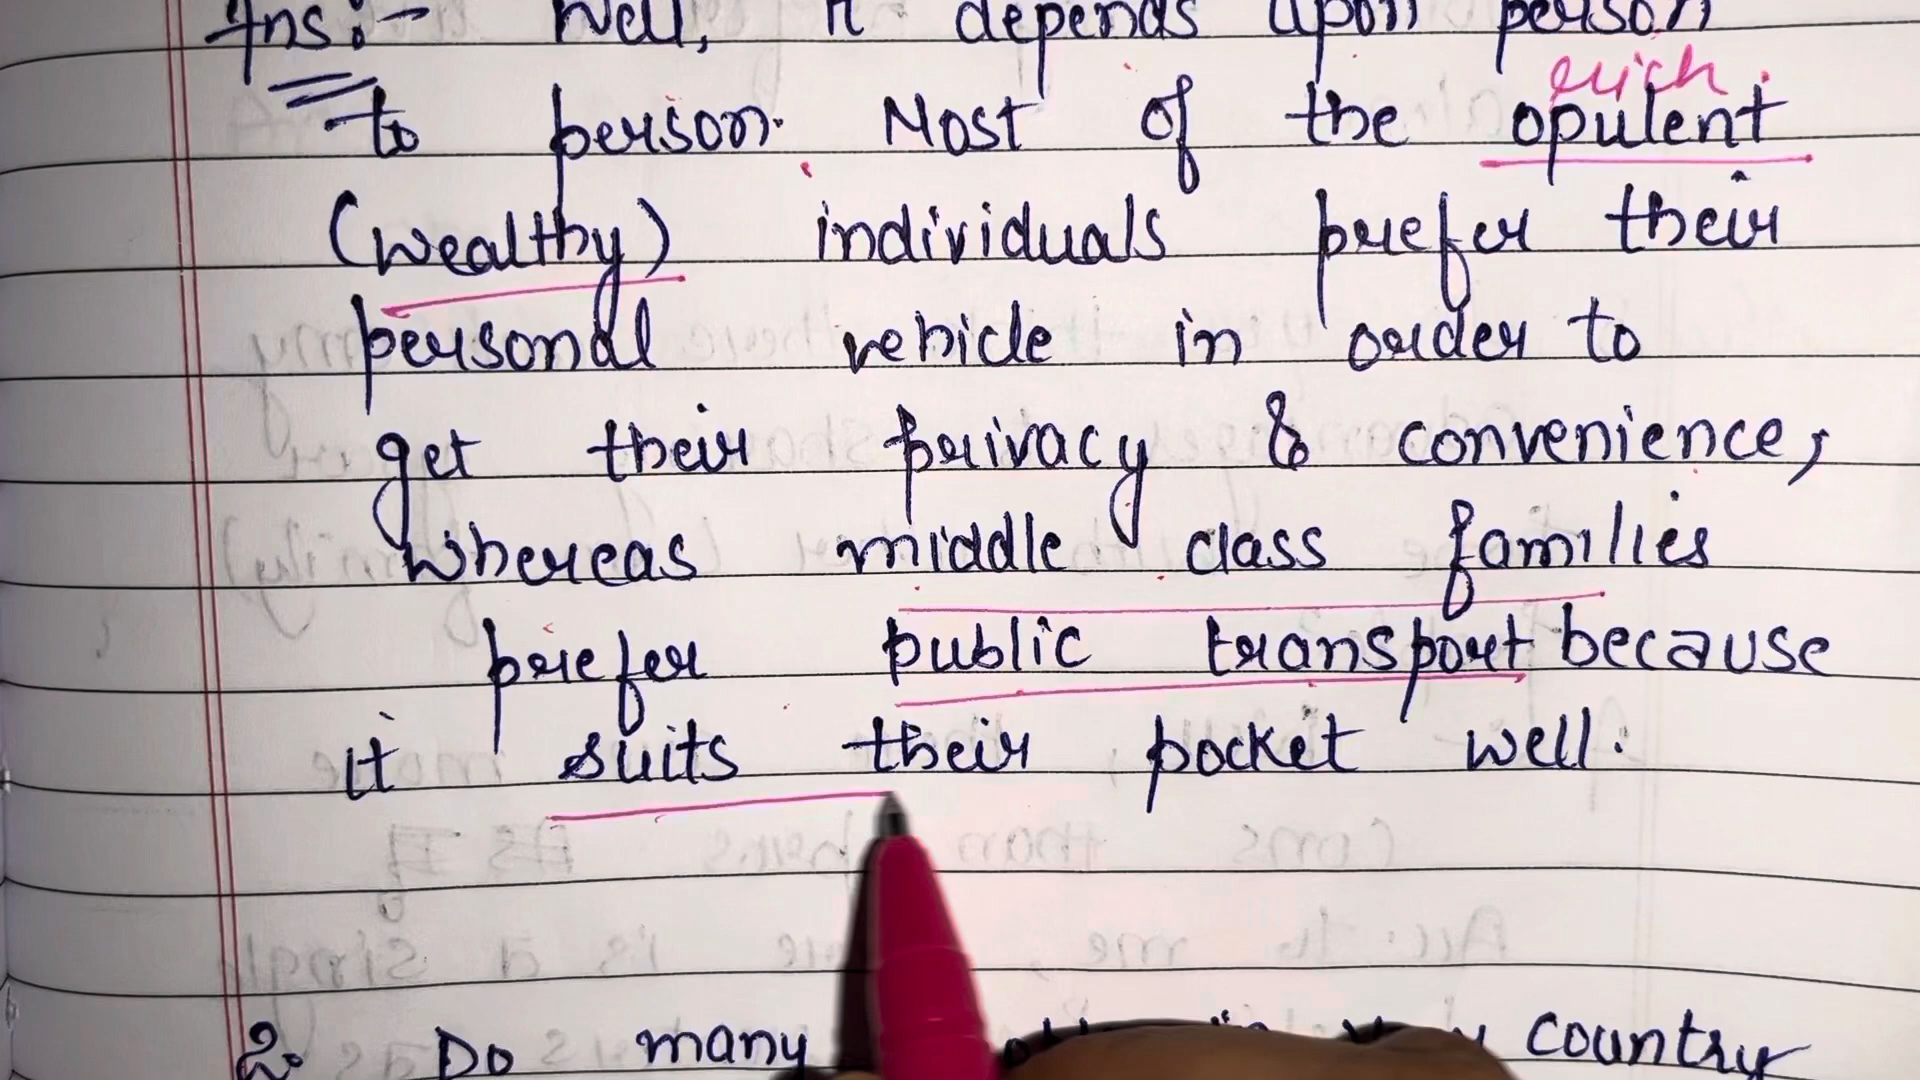 Ans:- Well, it depends upon person
rich
to person. Most of the opulent
(wealthy) individuals prefer their
personal vehicle in order to
get their privacy & convenience,
whereas middle class families
prefer public transport because
it suits their pocket well.
2. Do many country